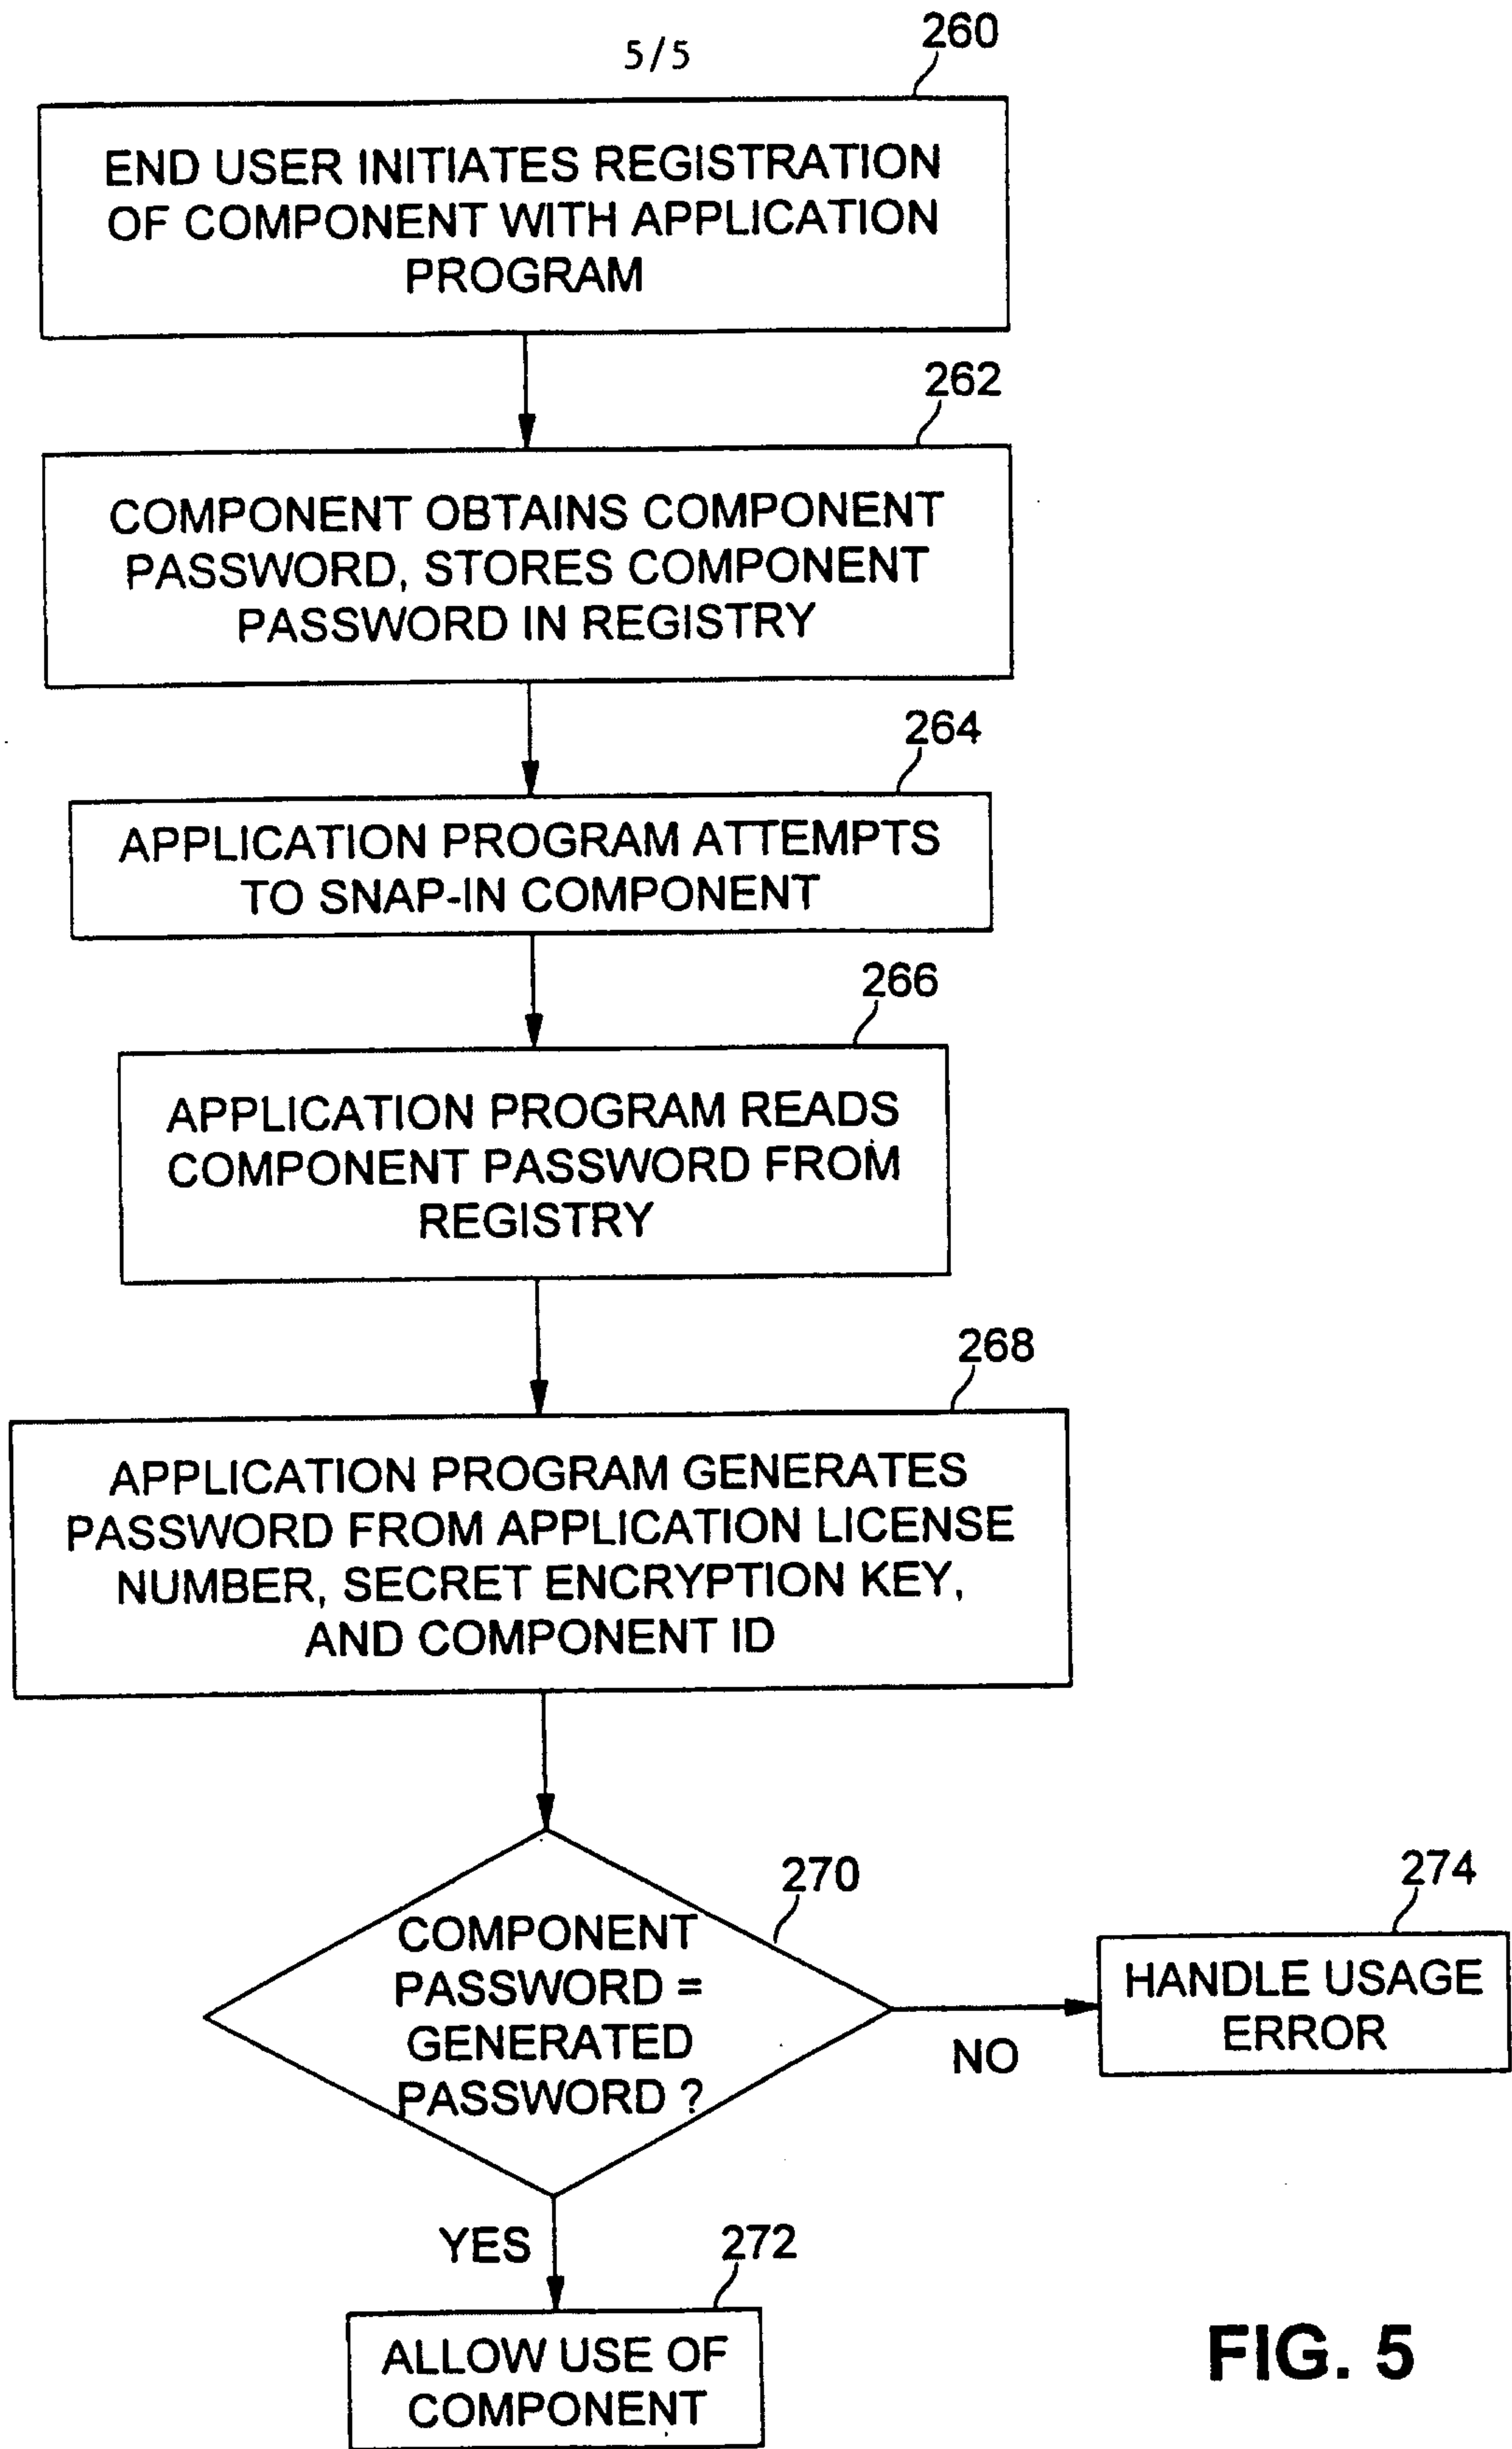 5/5
260
END USER INITIATES REGISTRATION
OF COMPONENT WITH APPLICATION
PROGRAM
262
COMPONENT OBTAINS COMPONENT
PASSWORD, STORES COMPONENT
PASSWORD IN REGISTRY
264
APPLICATION PROGRAM ATTEMPTS
TO SNAP-IN COMPONENT
266
APPLICATION PROGRAM READS
COMPONENT PASSWORD FROM
REGISTRY
268
APPLICATION PROGRAM GENERATES
PASSWORD FROM APPLICATION LICENSE
NUMBER, SECRET ENCRYPTION KEY,
AND COMPONENT ID
270
COMPONENT
PASSWORD =
GENERATED
PASSWORD ?
NO
274
HANDLE USAGE
ERROR
YES
272
ALLOW USE OF
COMPONENT
FIG. 5